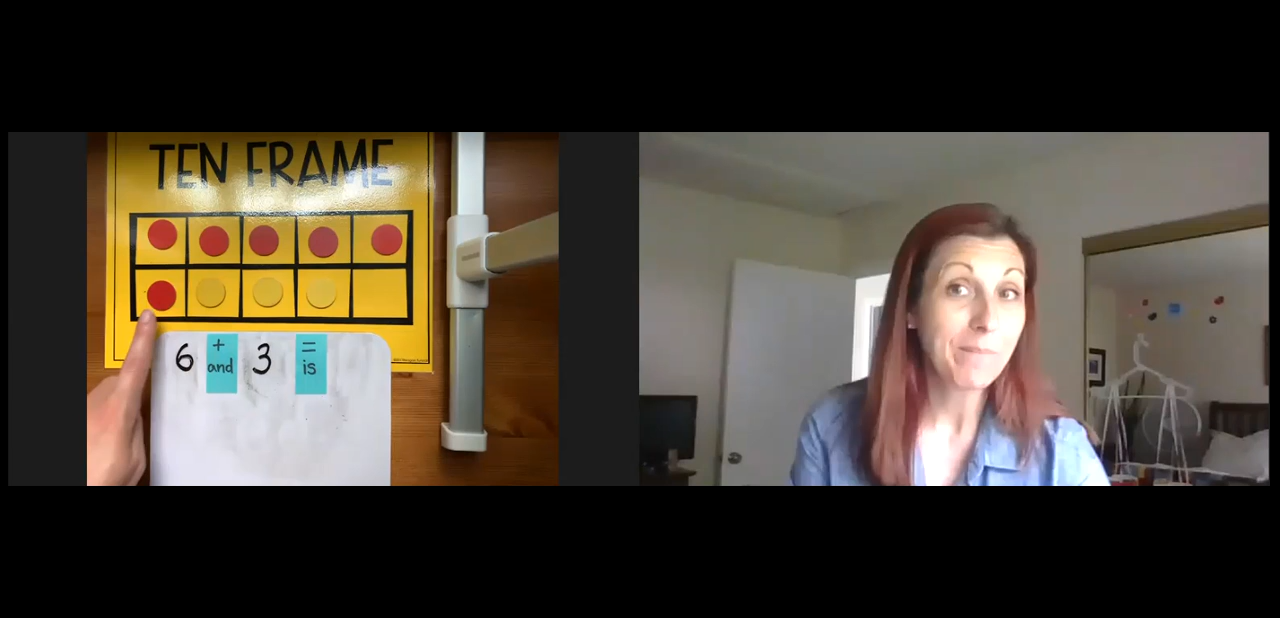 TEN FRAME
6 + and 3 = is